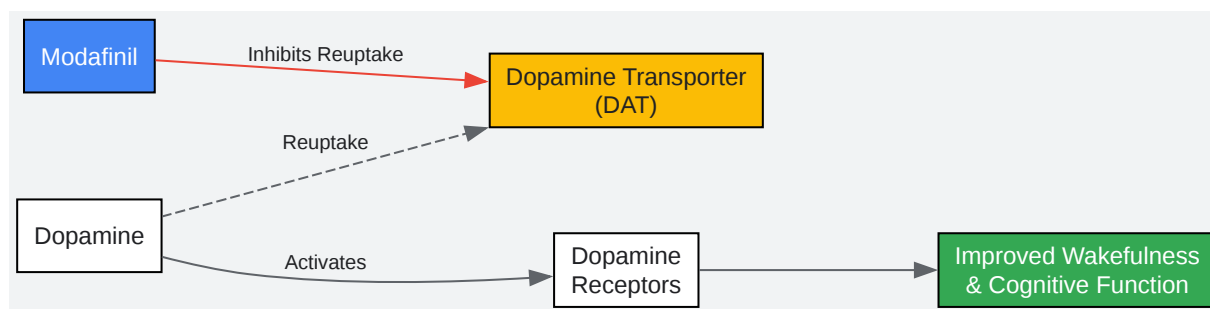 Modafinil
Inhibits Reuptake
Dopamine Transporter
(DAT)
Reuptake
Dopamine
Activates
Dopamine
Receptors
Improved Wakefulness
& Cognitive Function